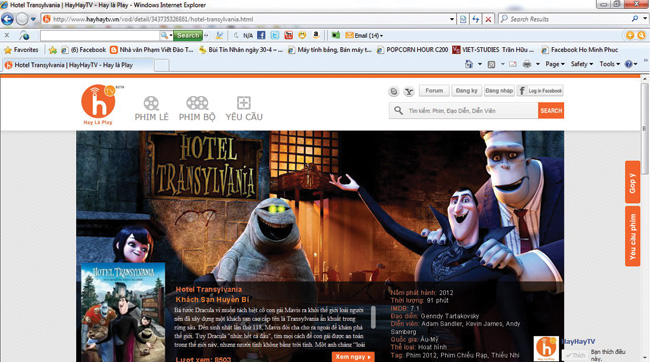 Hotel Transylvania | HayHayTV - Hay là Play - Windows Internet Explorer
http://www.hayhaytv.vn/vod/detail/343735326661/hotel-transylvania.html
Search Results
Search
N/A
Email (14)
Favorites
(6) Facebook
Nhà văn Phạm Viết Đào T...
Bùi Tín Nhân ngày 30-4 – ...
Máy tính bảng, Bán máy t...
POPCORN HOUR C200
VIET-STUDIES Trần Hữu ...
Facebook Ho Minh Phuc
Hotel Transylvania | HayHayTV - Hay là Play
Page
Safety
Tools
BETA
TV
h
Hay Là Play
PHIM LẺ
PHIM BỘ
YÊU CẦU
Forum
Đăng ký
Đăng nhập
Log in Facebook
Tìm kiếm: Phim, Đạo Diễn, Diễn Viên
SEARCH
HOTEL
TRANSYLVANIA
Góp ý
Yêu cầu phim
HOTEL TRANSYLVANIA
Hotel Transylvania
Khách Sạn Huyền Bí
Bá tước Dracula vì muốn tách biệt cô con gái Mavis ra khỏi thế giới loài người
nên đã xây dựng một khách sạn cao cấp tên là Transylvania ẩn khuất trong
rừng sâu. Đến sinh nhật lần thứ 118, Mavis đòi cha cho ra ngoài để khám phá
thế giới. Tuy Dracula "nhức hết cả đầu", tìm mọi cách để con gái được an toàn
trong thế giới này, nhưng người tính không bằng trời tính. Một anh chàng "loài
Lượt xem: 8503
Xem ngay
Năm phát hành: 2012
Thời lượng: 91 phút
IMDB: 7.1
Đạo diễn: Genndy Tartakovsky
Diễn viên: Adam Sandler, Kevin James, Andy
Samberg
Quốc gia: Âu-Mỹ
Thể loại: Hoạt hình
Tag: Phim 2012, Phim Chiếu Rạp, Thiếu Nhi
HayHayTV
Thích
Bạn thích điều
này.